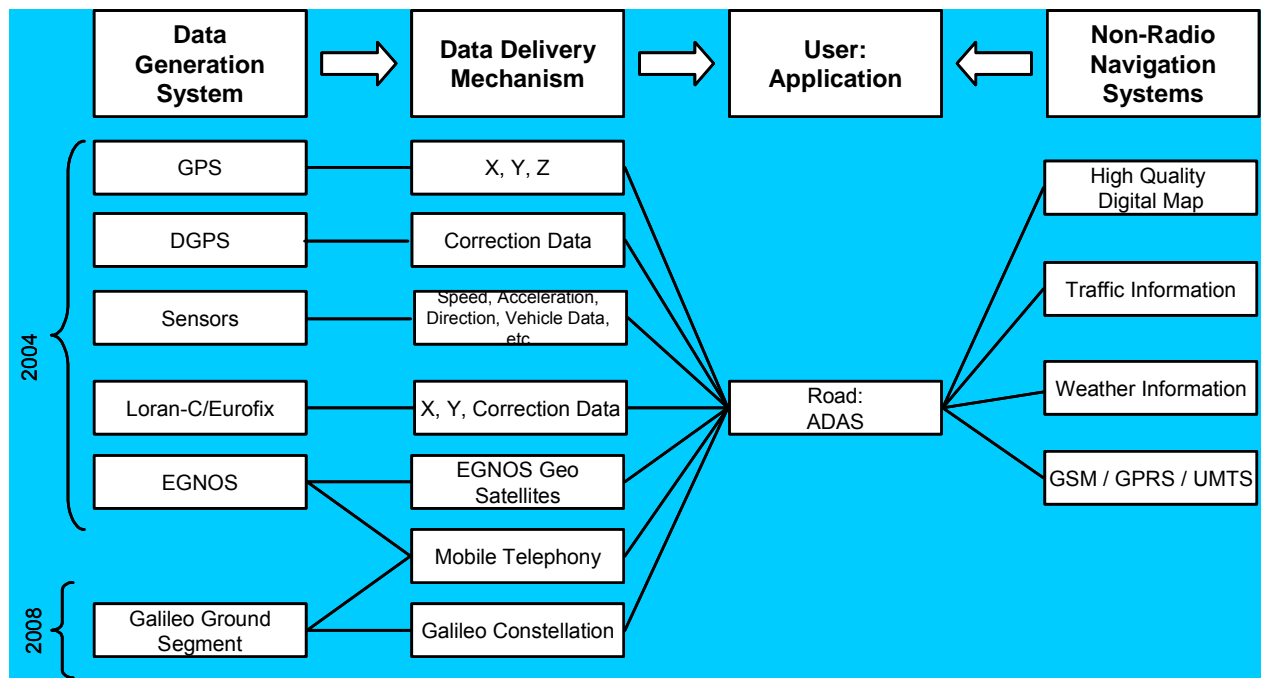 Data
Generation
System
Data Delivery
Mechanism
User:
Application
Non-Radio
Navigation
Systems
2004
GPS
X, Y, Z
High Quality
Digital Map
DGPS
Correction Data
Traffic Information
Sensors
Speed, Acceleration,
Direction, Vehicle Data,
etc
Weather Information
Loran-C/Eurofix
X, Y, Correction Data
Road:
ADAS
EGNOS
EGNOS Geo
Satellites
GSM / GPRS / UMTS
Mobile Telephony
2008
Galileo Ground
Segment
Galileo Constellation